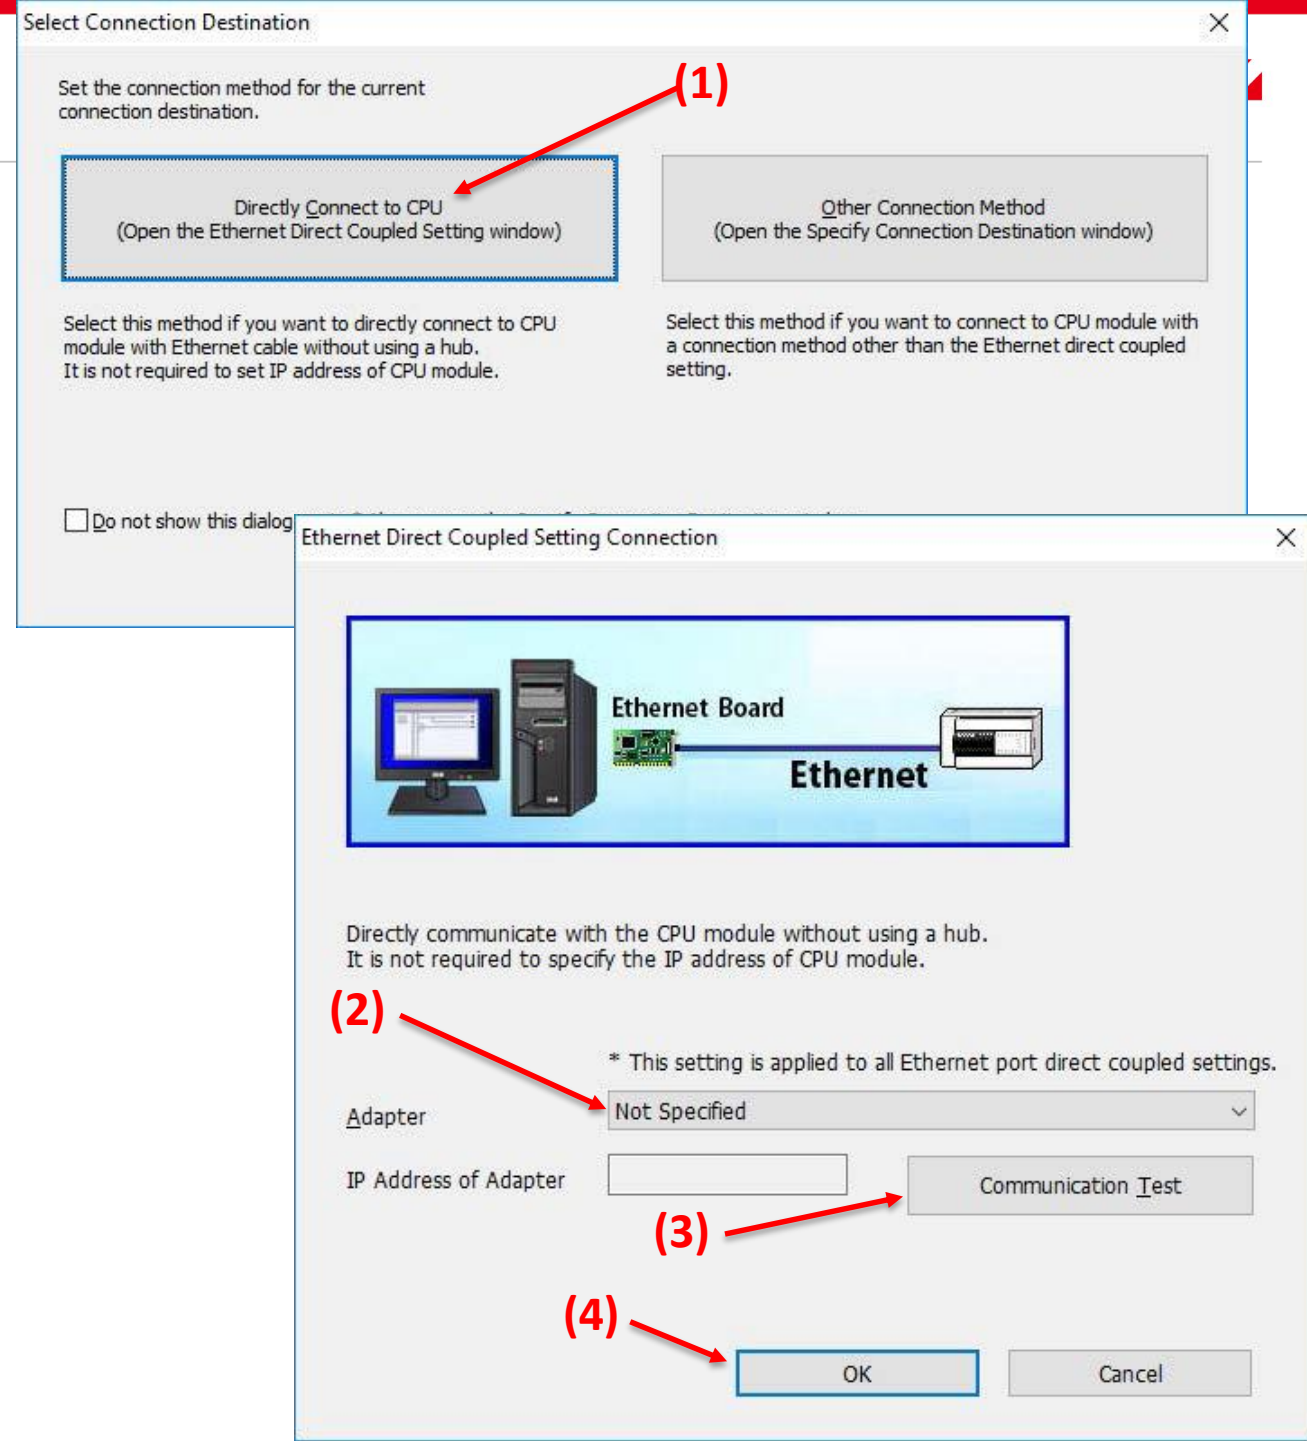 Select Connection Destination
Set the connection method for the current
connection destination.
(1)
Directly Connect to CPU
(Open the Ethernet Direct Coupled Setting window)
Other Connection Method
(Open the Specify Connection Destination window)
Select this method if you want to directly connect to CPU
module with Ethernet cable without using a hub.
It is not required to set IP address of CPU module.
Select this method if you want to connect to CPU module with
a connection method other than the Ethernet direct coupled
setting.
Do not show this dialog
Ethernet Direct Coupled Setting Connection
Ethernet Board
Ethernet
Directly communicate with the CPU module without using a hub.
It is not required to specify the IP address of CPU module.
(2)
* This setting is applied to all Ethernet port direct coupled settings.
Adapter
Not Specified
IP Address of Adapter
Communication Test
(3)
(4)
OK
Cancel